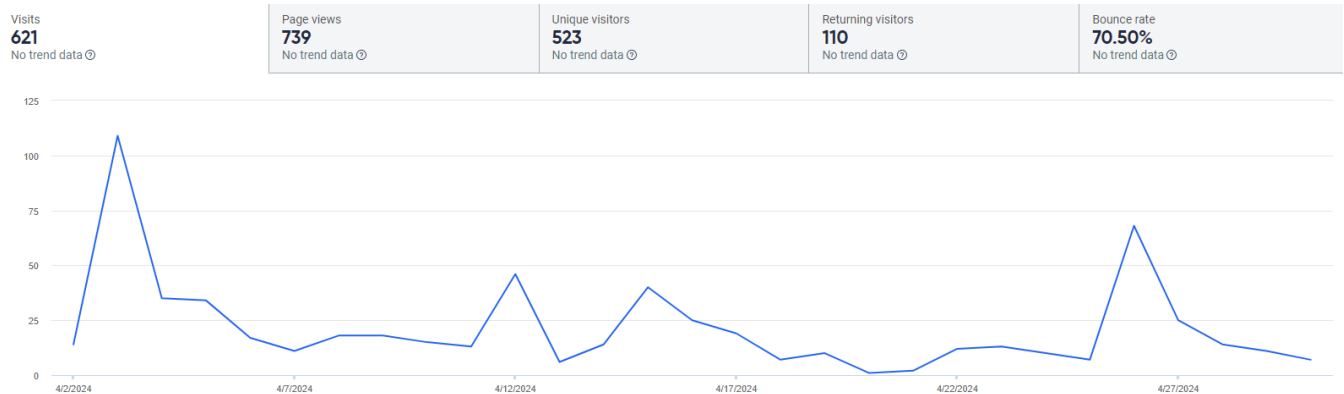 Visits
621
No trend data
Page views
739
No trend data
Unique visitors
523
No trend data
Returning visitors
110
No trend data
Bounce rate
70.50%
No trend data
125
100
75
50
25
0
4/2/2024
4/7/2024
4/12/2024
4/17/2024
4/22/2024
4/27/2024